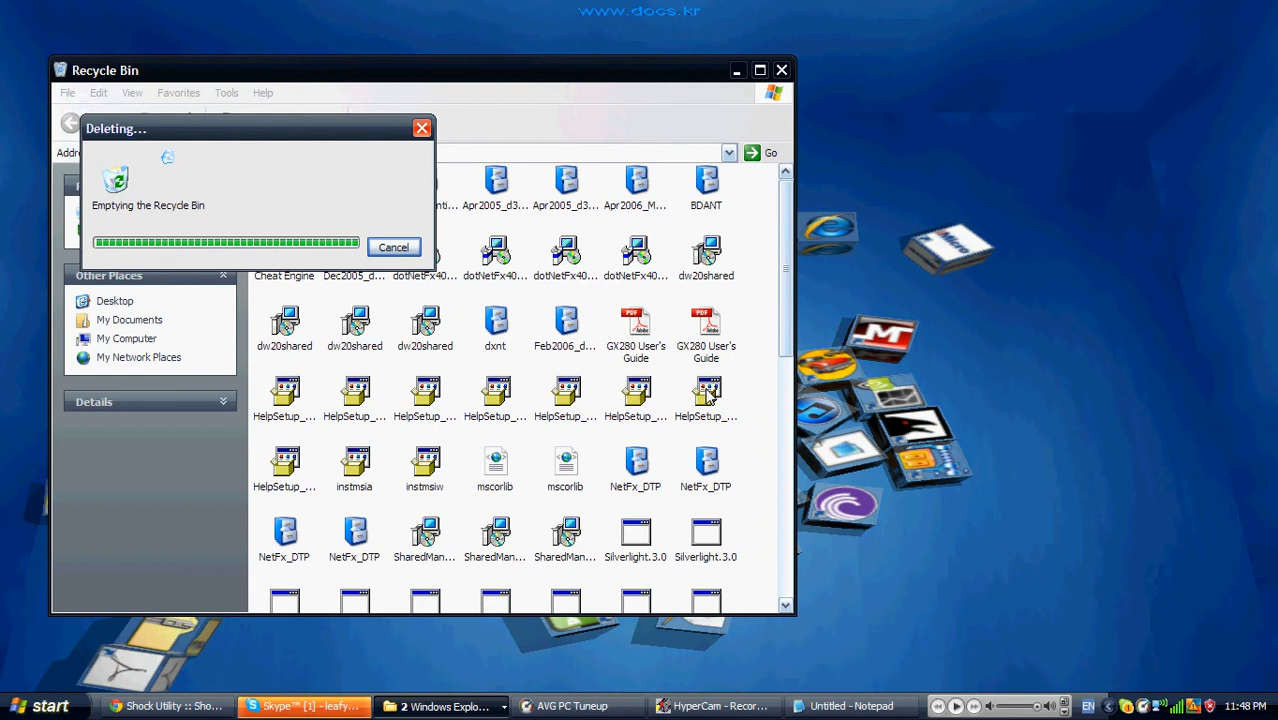 www.docs.kr
Recycle Bin
File Edit View Favorites Tools Help
Deleting...
Go
Emptying the Recycle Bin
Cancel
Apr2005_d3... Apr2005_d3... Apr2006_M... BDANT
Cheat Engine Dec2005_d... dotNetFx40... dotNetFx40... dotNetFx40... dw20shared
dw20shared dw20shared dw20shared dxnt Feb2006_d... GX280 User's Guide GX280 User's Guide
HelpSetup_... HelpSetup_... HelpSetup_... HelpSetup_... HelpSetup_... HelpSetup_... HelpSetup_...
HelpSetup_... instmsia instmsiw mscorlib mscorlib NetFx_DTP NetFx_DTP
NetFx_DTP NetFx_DTP SharedMan... SharedMan... SharedMan... Silverlight.3.0 Silverlight.3.0
Other Places
Desktop
My Documents
My Computer
My Network Places
Details
start Shock Utility :: Sho... Skype™ [1] - leafy... 2 Windows Explo... AVG PC Tuneup HyperCam - Recor... Untitled - Notepad EN 11:48 PM